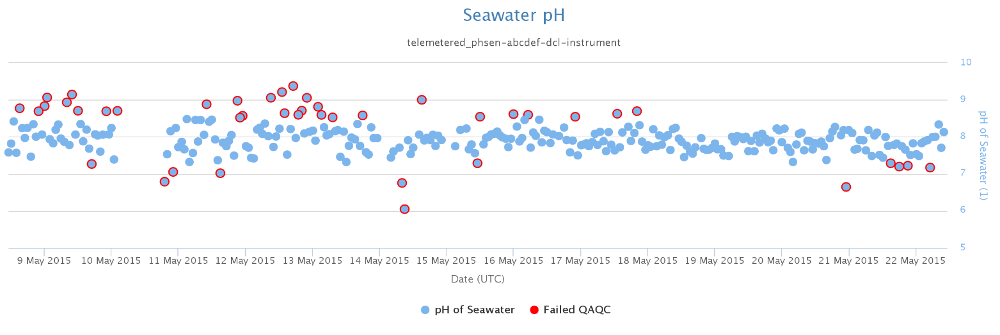 Seawater pH
telemetered_phsen-abcdef-dcl-instrument
10
9
8
7
6
5
pH of Seawater (1)
9 May 2015 10 May 2015 11 May 2015 12 May 2015 13 May 2015 14 May 2015 15 May 2015 16 May 2015 17 May 2015 18 May 2015 19 May 2015 20 May 2015 21 May 2015 22 May 2015
Date (UTC)
pH of Seawater Failed QAQC